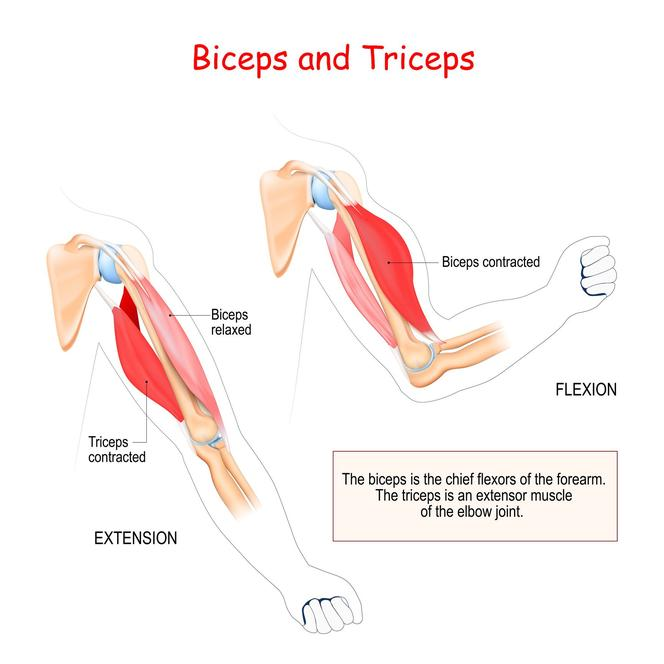 Biceps and Triceps
Biceps contracted
Biceps
relaxed
FLEXION
Triceps
contracted
The biceps is the chief flexors of the forearm.
The triceps is an extensor muscle
of the elbow joint.
EXTENSION